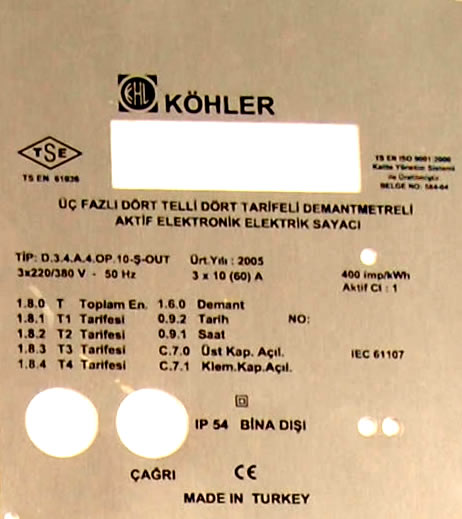 EHL KÖHLER
TSE
TS EN 61036
TS EN ISO 9001:2000
Kalite Yönetim Sistemi
ile Üretilmiştir
BELGE NO: 184-04
ÜÇ FAZLI DÖRT TELLİ DÖRT TARİFELİ DEMANTMETRELİ
AKTİF ELEKTRONİK ELEKTRİK SAYACI
TİP: D.3.4.A.4.OP.10-Ş-OUT Ürt.Yılı : 2005
3x220/380 V - 50 Hz 3 x 10 (60) A 400 imp/kWh
Aktif Cl : 1
1.8.0 T Toplam En. 1.6.0 Demant
1.8.1 T1 Tarifesi 0.9.2 Tarih NO:
1.8.2 T2 Tarifesi 0.9.1 Saat
1.8.3 T3 Tarifesi C.7.0 Üst Kap. Açıl. IEC 61107
1.8.4 T4 Tarifesi C.7.1 Klem.Kap.Açıl.
IP 54 BİNA DIŞI
ÇAĞRI CE
MADE IN TURKEY